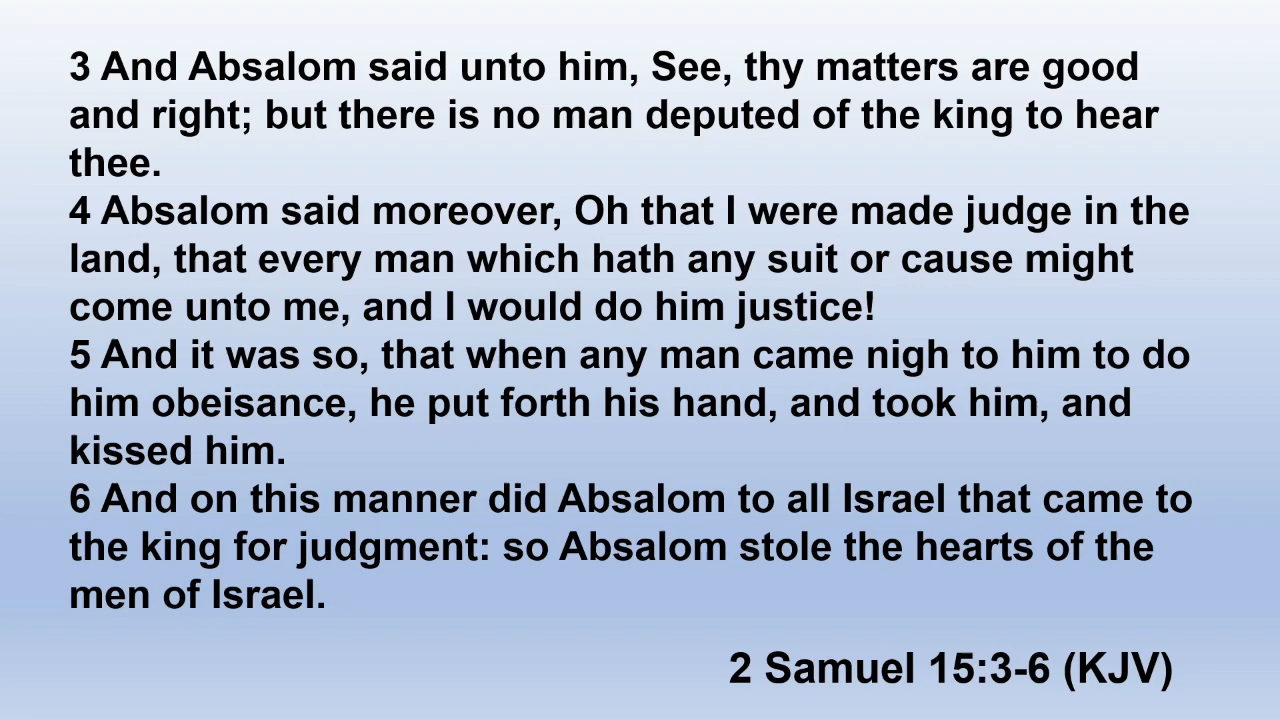 3 And Absalom said unto him, See, thy matters are good
and right; but there is no man deputed of the king to hear
thee.
4 Absalom said moreover, Oh that I were made judge in the
land, that every man which hath any suit or cause might
come unto me, and I would do him justice!
5 And it was so, that when any man came nigh to him to do
him obeisance, he put forth his hand, and took him, and
kissed him.
6 And on this manner did Absalom to all Israel that came to
the king for judgment: so Absalom stole the hearts of the
men of Israel.
2 Samuel 15:3-6 (KJV)